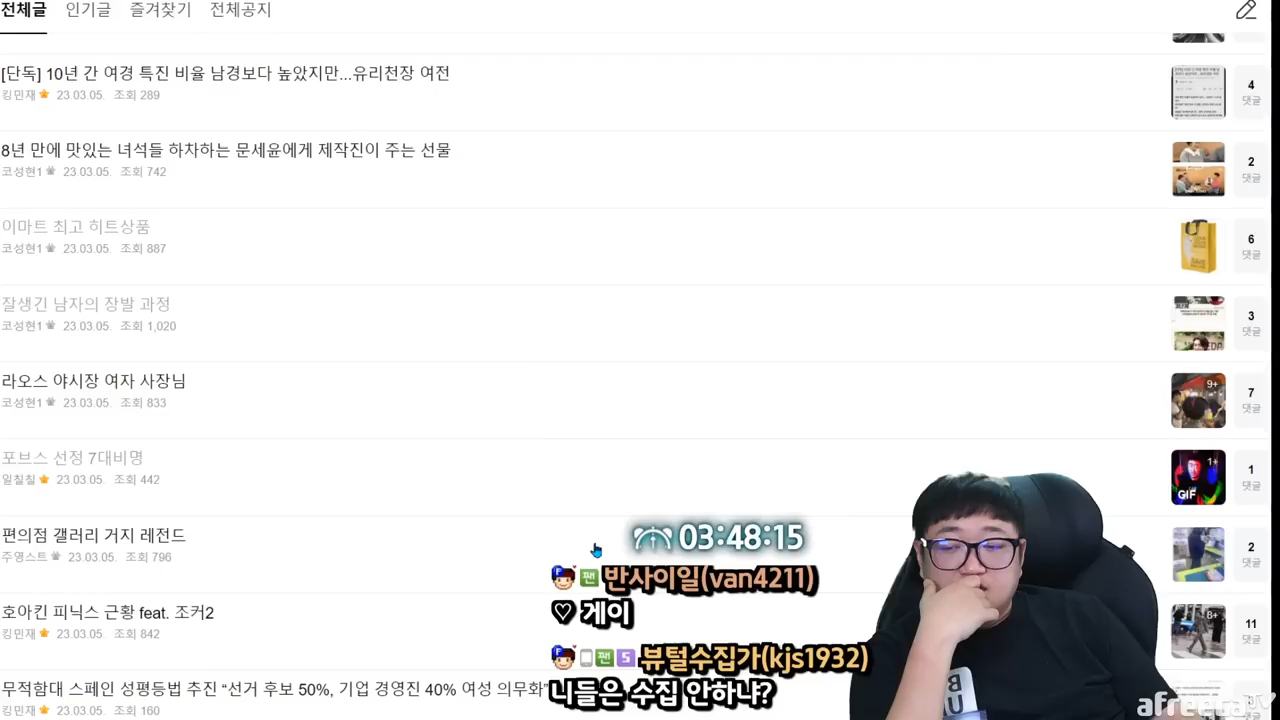 전체글 인기글 즐겨찾기 전체공지
[단독] 10년 간 여경 특진 비율 남경보다 높았지만...유리천장 여전
킹민재 23.03.05. 조회 289
4
댓글
8년 만에 맛있는 녀석들 하차하는 문세윤에게 제작진이 주는 선물
코성현1 23.03.05. 조회 742
2
댓글
이마트 최고 히트상품
코성현1 23.03.05. 조회 887
6
댓글
잘생긴 남자의 장발 과정
코성현1 23.03.05. 조회 1,020
3
댓글
라오스 야시장 여자 사장님
코성현1 23.03.05. 조회 833
9+
7
댓글
포브스 선정 7대비명
일칠칠 23.03.05. 조회 442
1+
GIF
1
댓글
편의점 갤러리 거지 레전드
주원스트 23.03.05. 조회 796
2
댓글
호아킨 피닉스 근황 feat. 조커2
킹민재 23.03.05. 조회 842
8+
11
댓글
무적함대 스페인 성평등법 추진 “선거 후보 50%, 기업 경영진 40% 여성 의무화”
킹민재 23.03.05. 조회
03:48:15
팬 반사이일(van4211)
♡ 게이
팬 S 뷰털수집가(kjs1932)
니들은 수집 안하냐?
afreecaTV